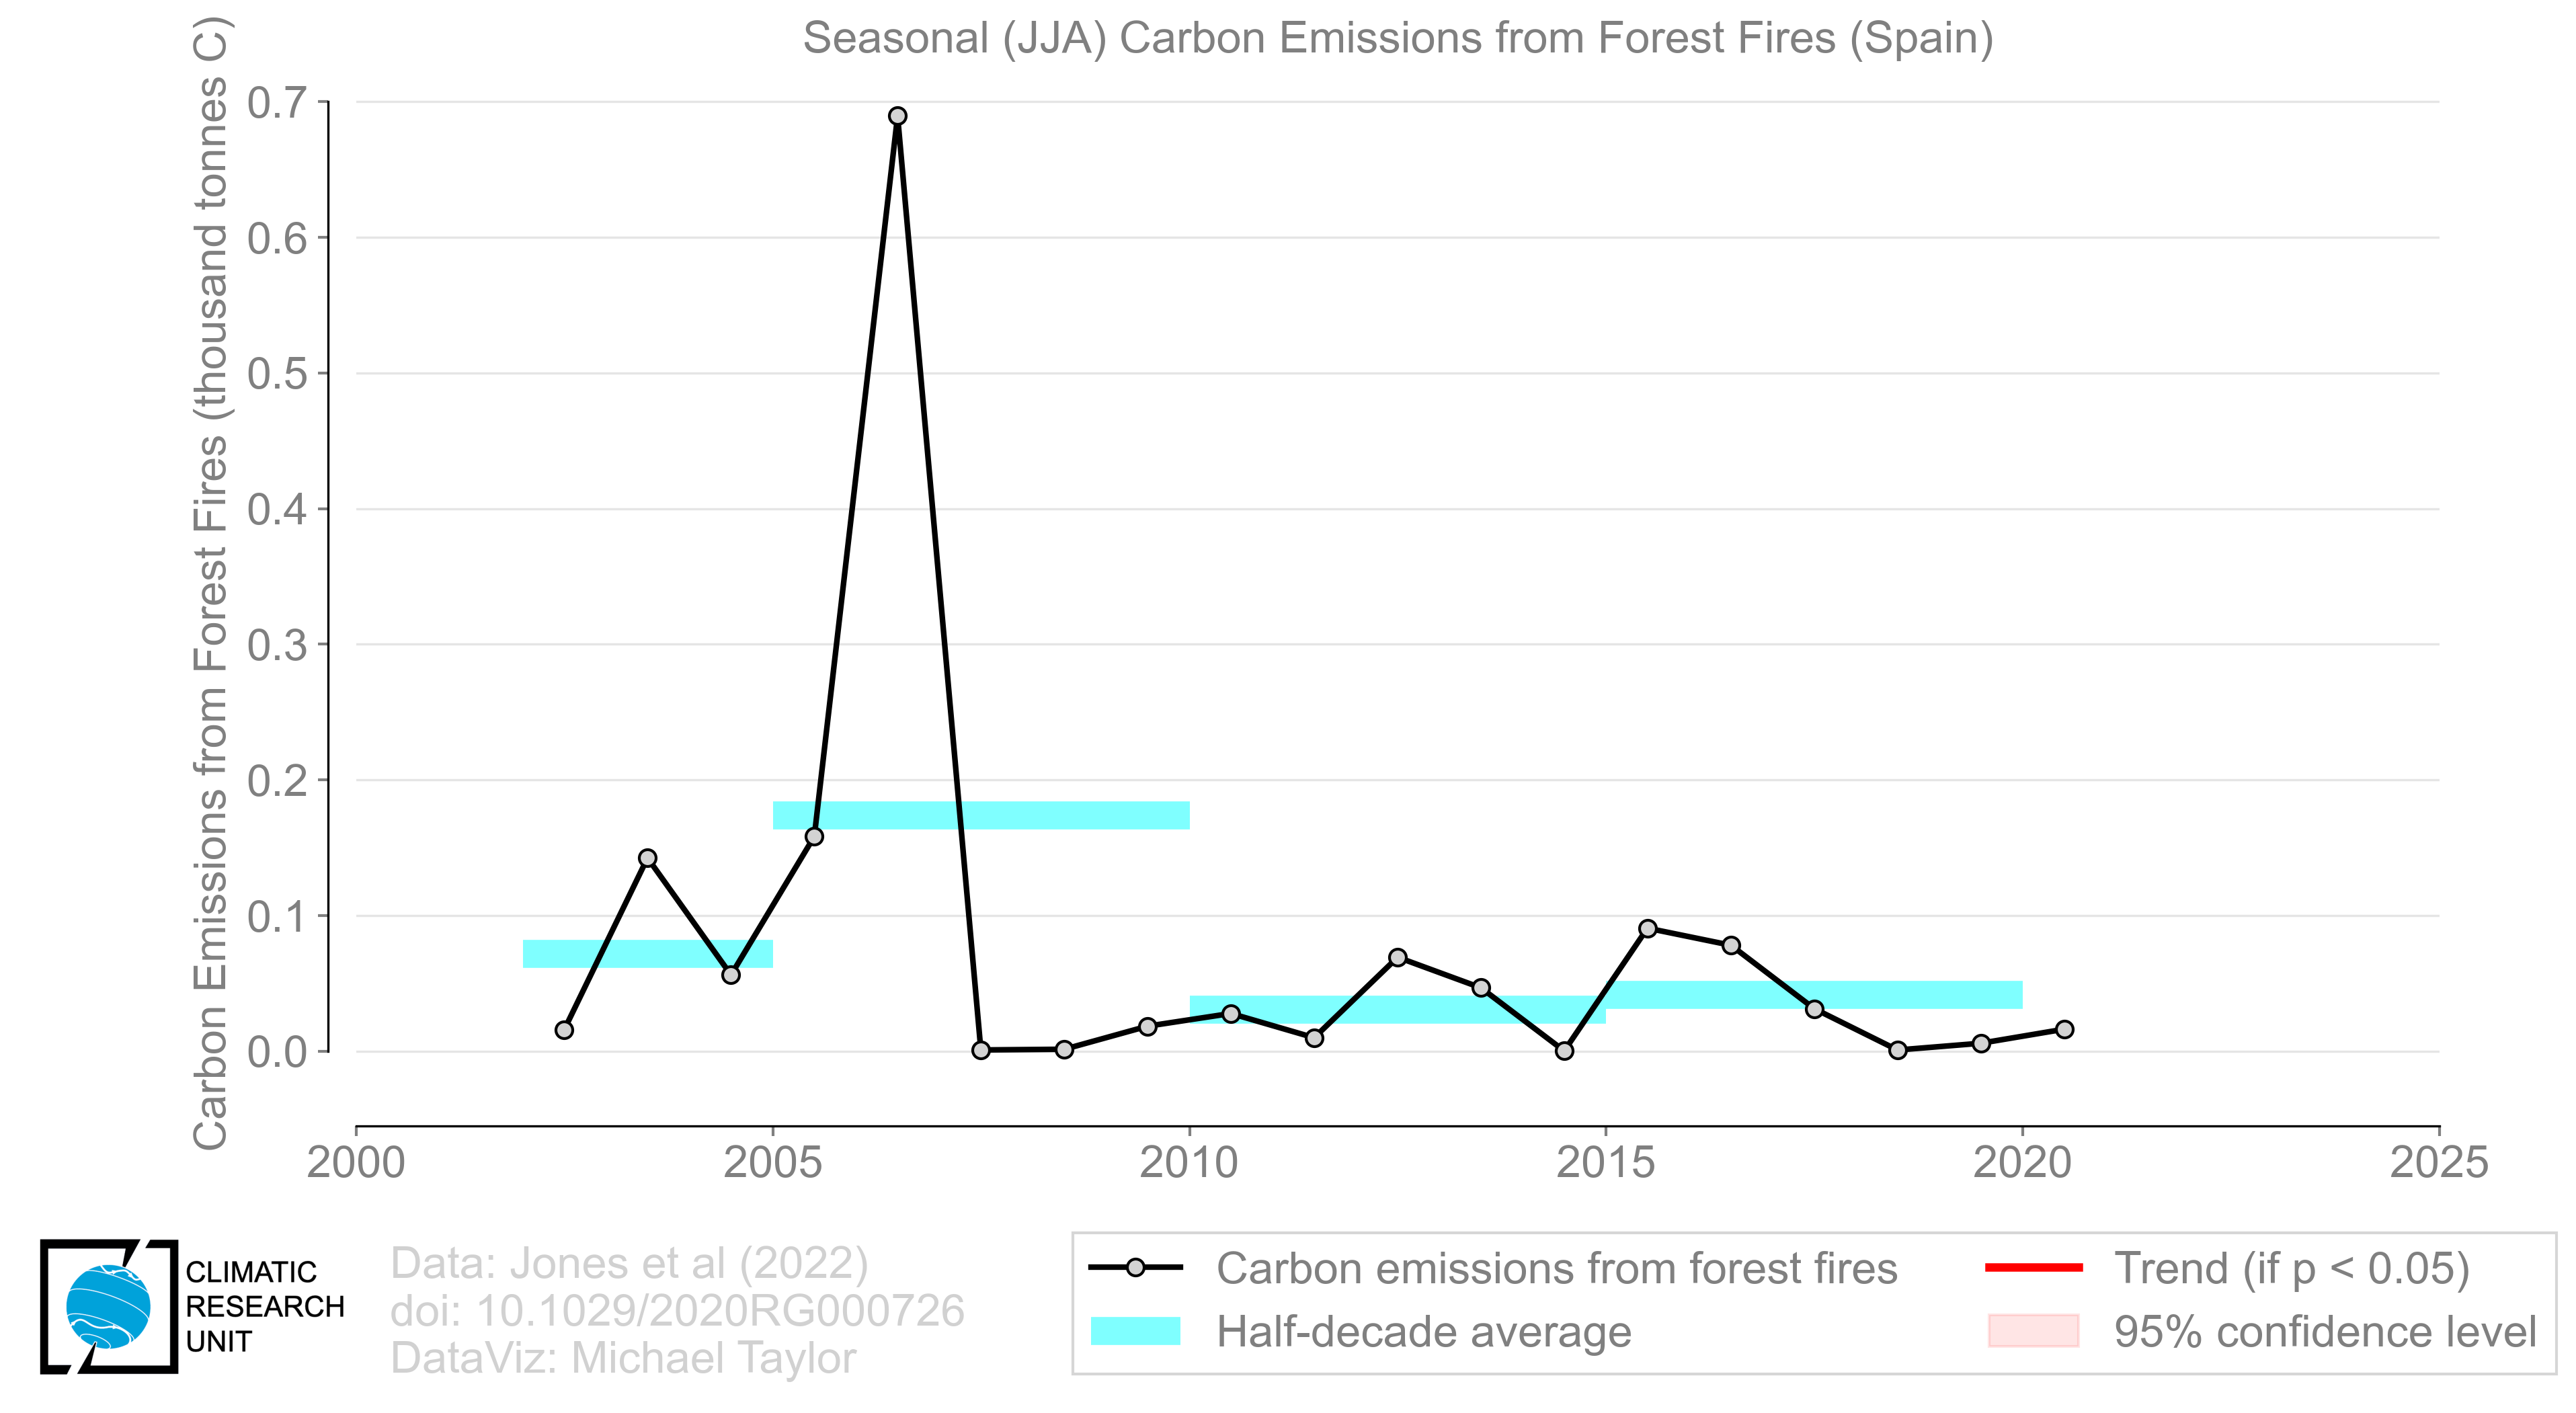 Seasonal (JJA) Carbon Emissions from Forest Fires (Spain)
Carbon Emissions from Forest Fires (thousand tonnes C)
0.7
0.6
0.5
0.4
0.3
0.2
0.1
0.0
2000 2005 2010 2015 2020 2025
CLIMATIC
RESEARCH
UNIT
Data: Jones et al (2022)
doi: 10.1029/2020RG000726
DataViz: Michael Taylor
Carbon emissions from forest fires
Half-decade average
Trend (if p < 0.05)
95% confidence level